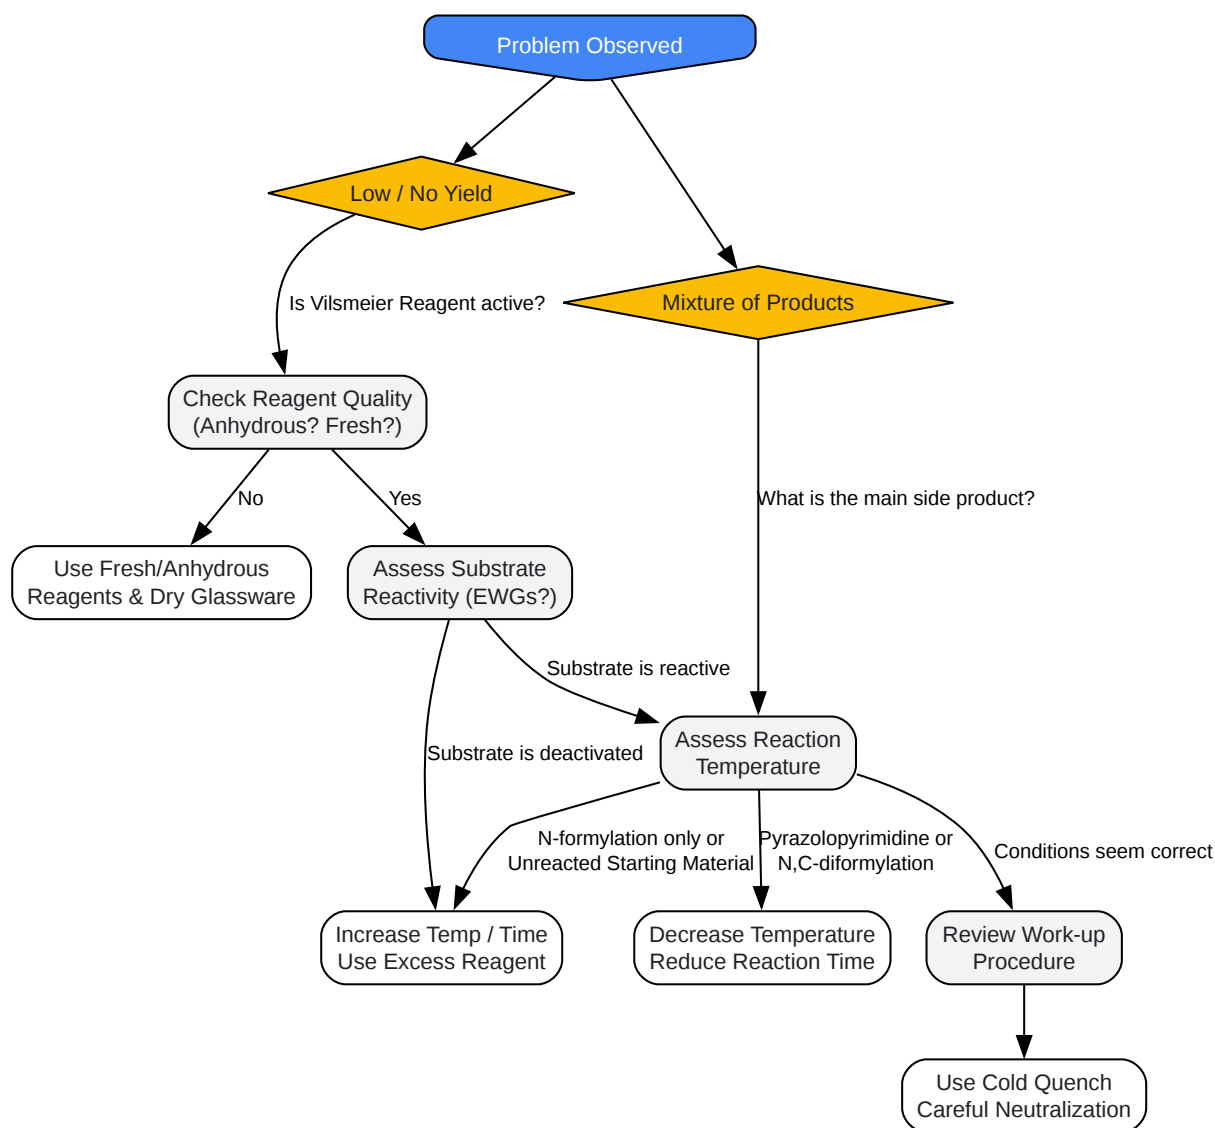 Problem Observed
Low / No Yield
Is Vilsmeier Reagent active?
Mixture of Products
Check Reagent Quality
(Anhydrous? Fresh?)
No
Yes
What is the main side product?
Use Fresh/Anhydrous
Reagents & Dry Glassware
Assess Substrate
Reactivity (EWGs?)
Substrate is reactive
Substrate is deactivated
Assess Reaction
Temperature
N-formylation only or
Unreacted Starting Material
Pyrazolopyrimidine or
N,C-diformylation
Conditions seem correct
Increase Temp / Time
Use Excess Reagent
Decrease Temperature
Reduce Reaction Time
Review Work-up
Procedure
Use Cold Quench
Careful Neutralization